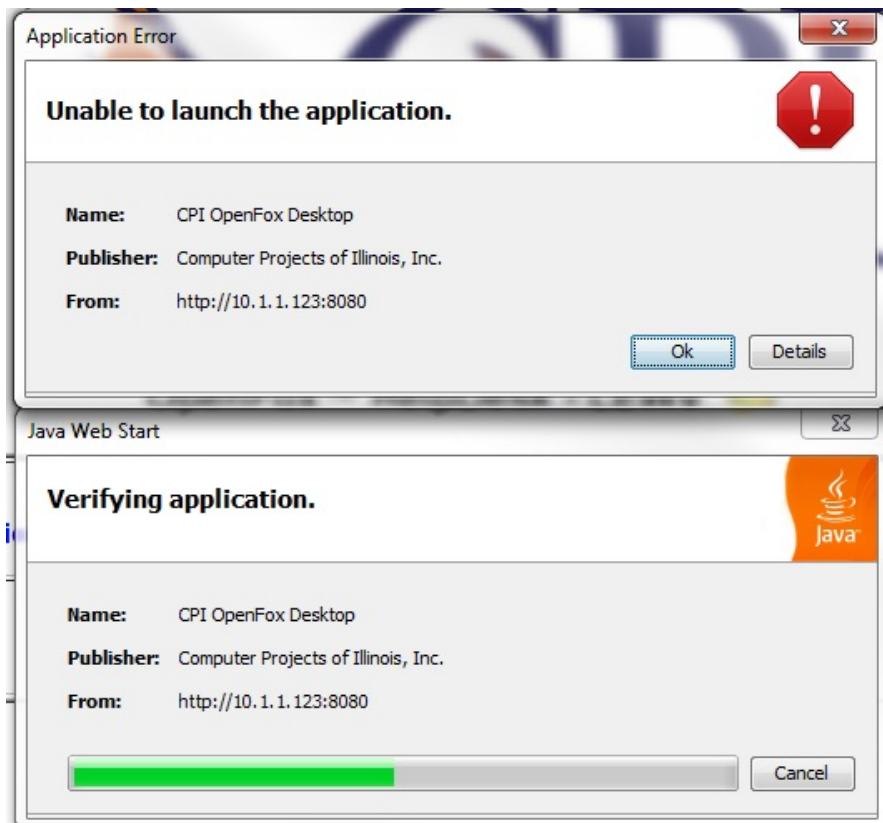 Application Error
Unable to launch the application.
Name: CPI OpenFox Desktop
Publisher: Computer Projects of Illinois, Inc.
From: http://10.1.1.123:8080
Ok Details
Java Web Start
Verifying application.
Java
Name: CPI OpenFox Desktop
Publisher: Computer Projects of Illinois, Inc.
From: http://10.1.1.123:8080
Cancel